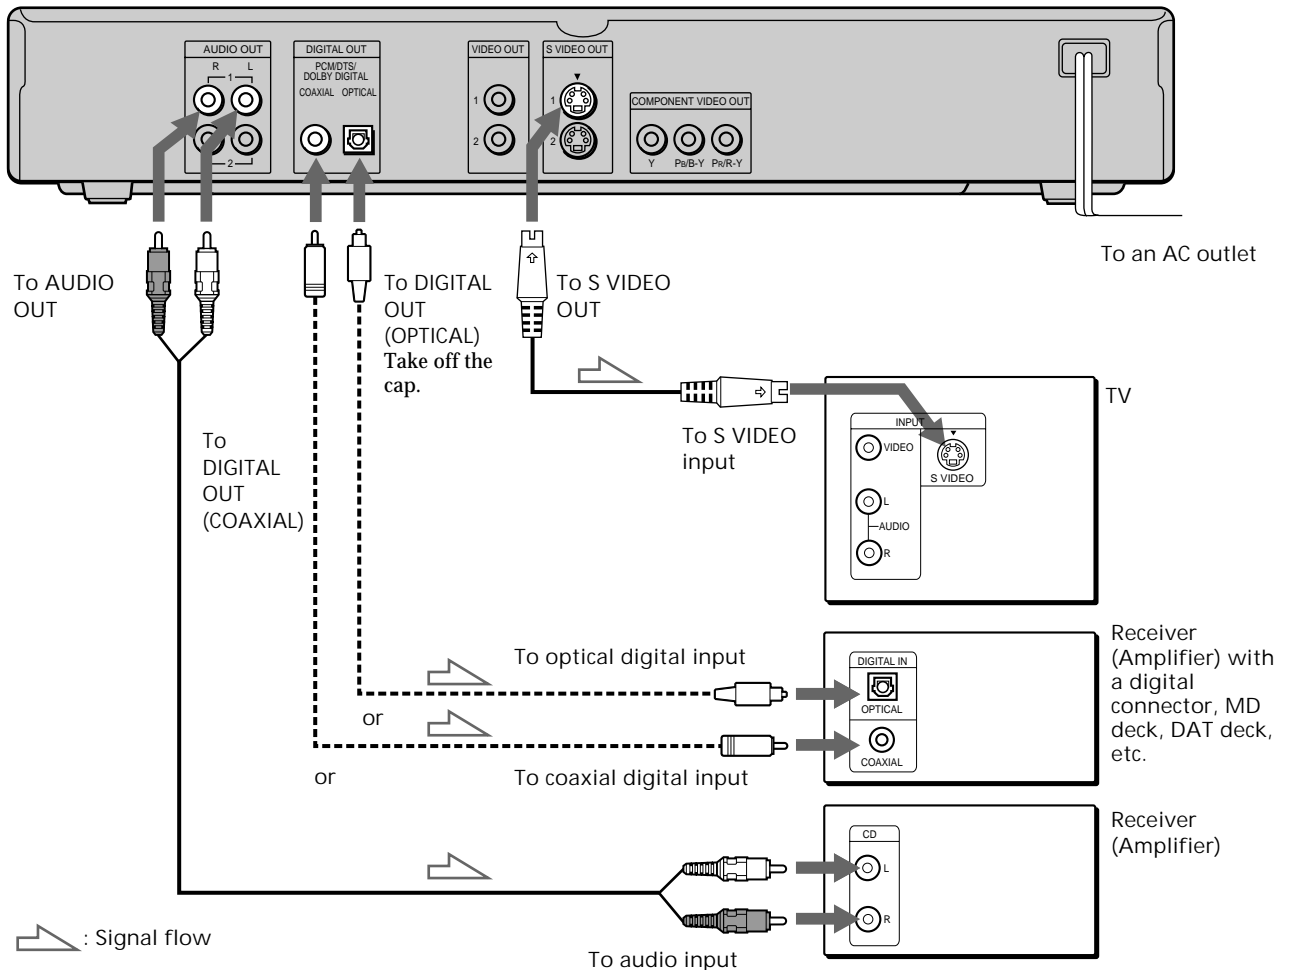 AUDIO OUT
R L
1
2
DIGITAL OUT
PCM/DTS/
DOLBY DIGITAL
COAXIAL OPTICAL
VIDEO OUT
1
2
S VIDEO OUT
1
2
COMPONENT VIDEO OUT
Y PB/B-Y PR/R-Y
To an AC outlet
To AUDIO
OUT
To DIGITAL
OUT
(OPTICAL)
Take off the
cap.
To S VIDEO
OUT
To
DIGITAL
OUT
(COAXIAL)
To S VIDEO
input
TV
INPUT
VIDEO
S VIDEO
L
AUDIO
R
To optical digital input
or
or
To coaxial digital input
DIGITAL IN
OPTICAL
COAXIAL
Receiver
(Amplifier) with
a digital
connector, MD
deck, DAT deck,
etc.
CD
L
R
Receiver
(Amplifier)
: Signal flow
To audio input